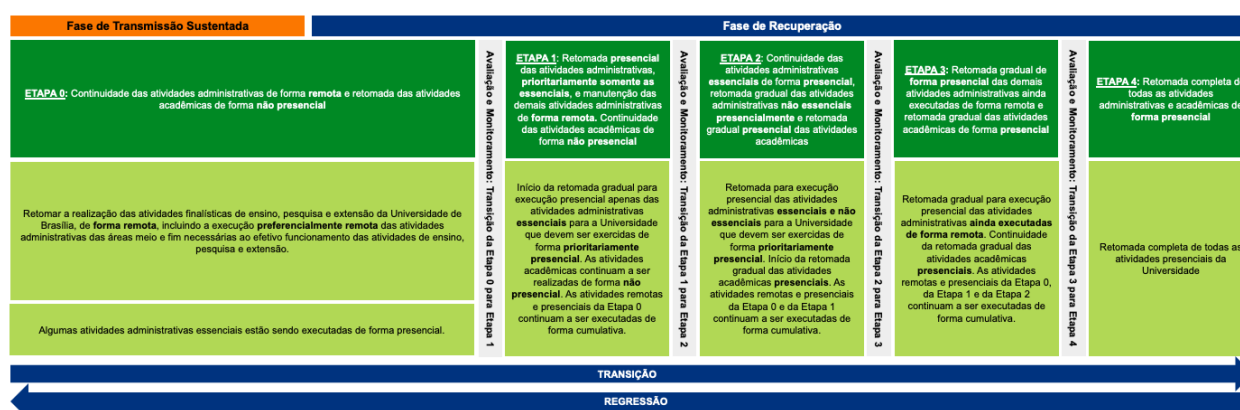 Fase de Transmissão Sustentada
Fase de Recuperação
ETAPA 0: Continuidade das atividades administrativas de forma remota e retomada das atividades
acadêmicas de forma não presencial
Retomar a realização das atividades finalísticas de ensino, pesquisa e extensão da Universidade de
Brasília, de forma remota, incluindo a execução preferencialmente remota das atividades
administrativas das áreas meio e fim necessárias ao efetivo funcionamento das atividades de ensino,
pesquisa e extensão.
Algumas atividades administrativas essenciais estão sendo executadas de forma presencial.
Avaliação e Monitoramento: Transição da Etapa 0 para Etapa 1
ETAPA 1: Retomada presencial
das atividades administrativas,
prioritariamente somente as
essenciais, e manutenção das
demais atividades administrativas
de forma remota. Continuidade
das atividades acadêmicas de
forma não presencial
Início da retomada gradual para
execução presencial apenas das
atividades administrativas
essenciais para a Universidade
que devem ser exercidas de
forma prioritariamente
presencial. As atividades
acadêmicas continuam a ser
realizadas de forma não
presencial. As atividades remotas
e presenciais da Etapa 0
continuam a ser executadas de
forma cumulativa.
Avaliação e Monitoramento: Transição da Etapa 1 para Etapa 2
ETAPA 2: Continuidade das
atividades administrativas
essenciais de forma presencial,
retomada gradual das atividades
administrativas não essenciais
presencialmente e retomada
gradual presencial das atividades
acadêmicas
Retomada para execução
presencial das atividades
administrativas essenciais e não
essenciais para a Universidade
que devem ser exercidas de
forma prioritariamente
presencial. Início da retomada
gradual das atividades
acadêmicas presenciais. As
atividades remotas e presenciais
da Etapa 0 e da Etapa 1
continuam a ser executadas de
forma cumulativa.
Avaliação e Monitoramento: Transição da Etapa 2 para Etapa 3
ETAPA 3: Retomada gradual de
forma presencial das demais
atividades administrativas ainda
executadas de forma remota e
retomada gradual das atividades
acadêmicas de forma presencial
Retomada gradual para execução
presencial das atividades
administrativas ainda executadas
de forma remota. Continuidade
da retomada gradual das
atividades acadêmicas
presenciais. As atividades
remotas e presenciais da Etapa 0,
da Etapa 1 e da Etapa 2
continuam a ser executadas de
forma cumulativa.
Avaliação e Monitoramento: Transição da Etapa 3 para Etapa 4
ETAPA 4: Retomada completa de
todas as atividades
administrativas e acadêmicas de
forma presencial
Retomada completa de todas as
atividades presenciais da
Universidade
TRANSIÇÃO
REGRESSÃO